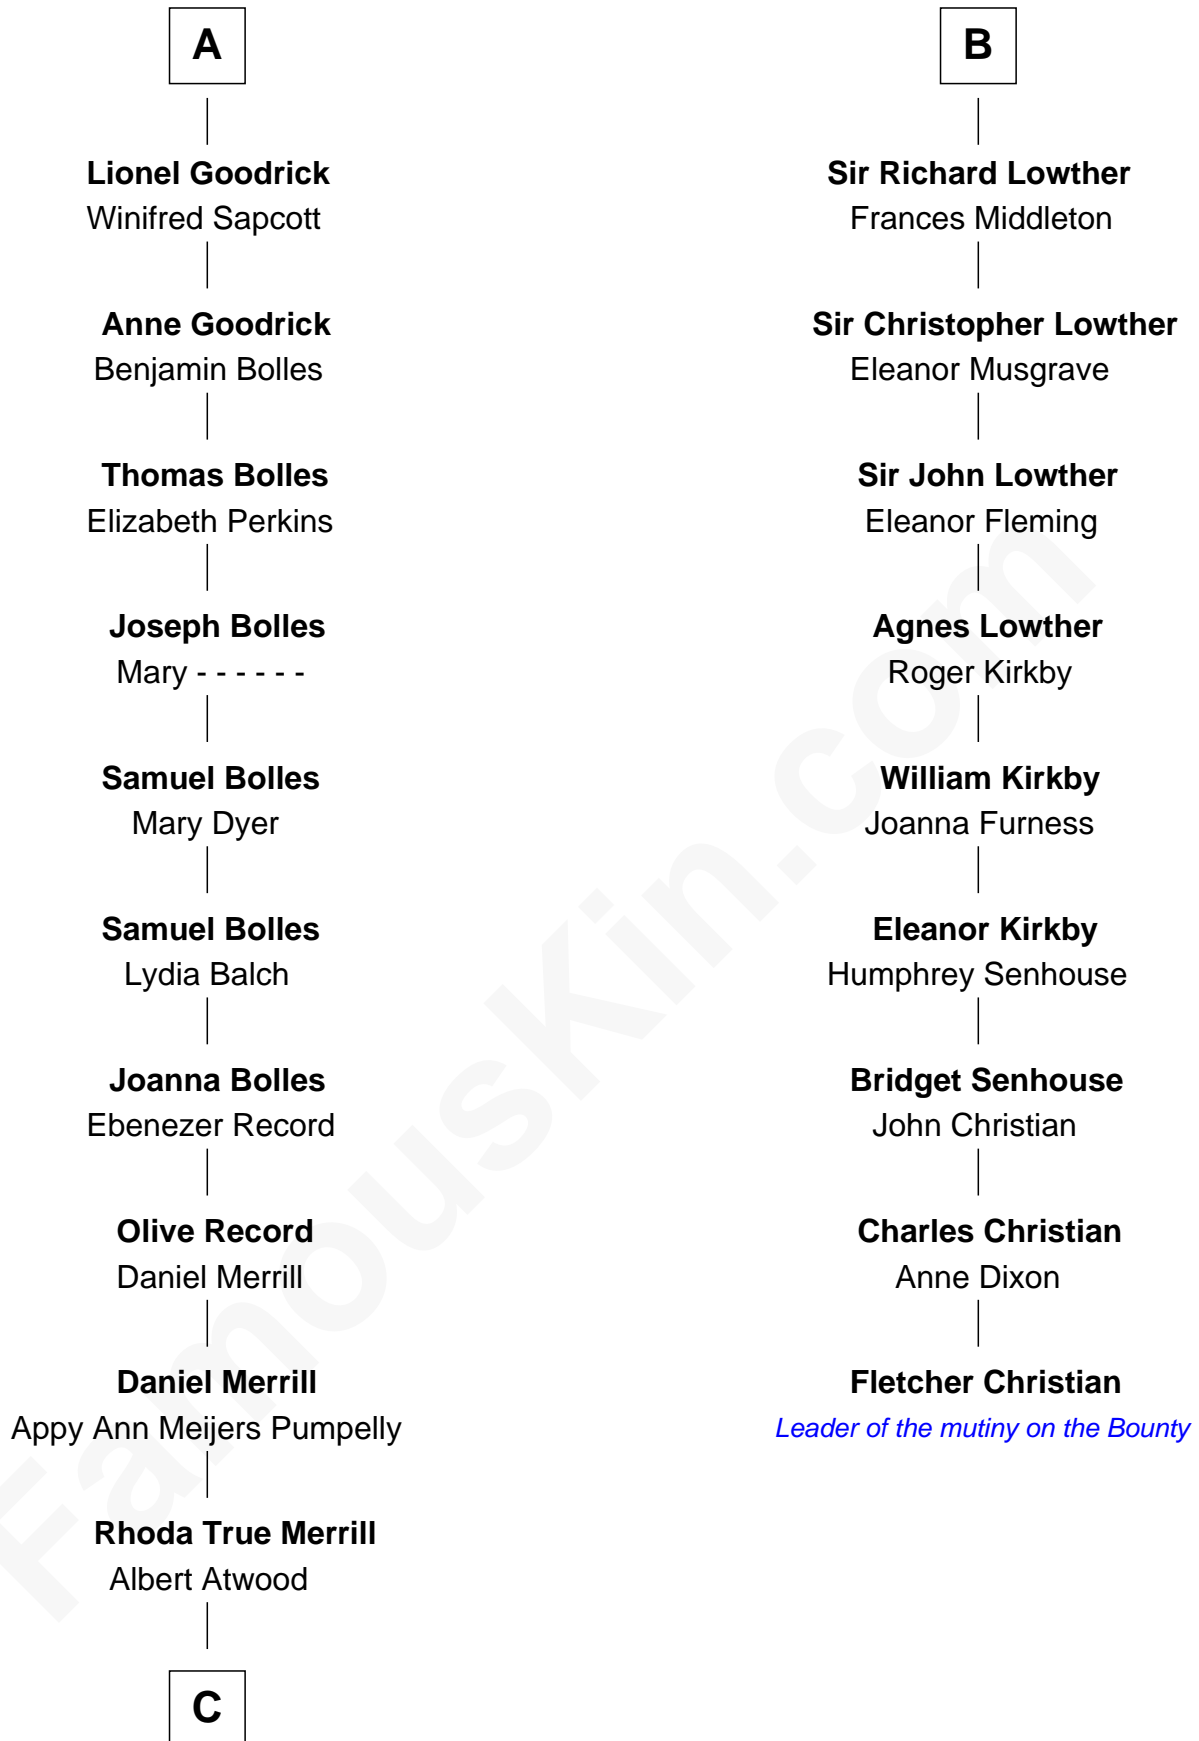 A
Lionel Goodrick
Winifred Sapcott
Anne Goodrick
Benjamin Bolles
Thomas Bolles
Elizabeth Perkins
Joseph Bolles
Mary - - - - - -
Samuel Bolles
Mary Dyer
Samuel Bolles
Lydia Balch
Joanna Bolles
Ebenezer Record
Olive Record
Daniel Merrill
Daniel Merrill
Appy Ann Meijers Pumpelly
Rhoda True Merrill
Albert Atwood
C
B
Sir Richard Lowther
Frances Middleton
Sir Christopher Lowther
Eleanor Musgrave
Sir John Lowther
Eleanor Fleming
Agnes Lowther
Roger Kirkby
William Kirkby
Joanna Furness
Eleanor Kirkby
Humphrey Senhouse
Bridget Senhouse
John Christian
Charles Christian
Anne Dixon
Fletcher Christian
Leader of the mutiny on the Bounty
FamousKin.com